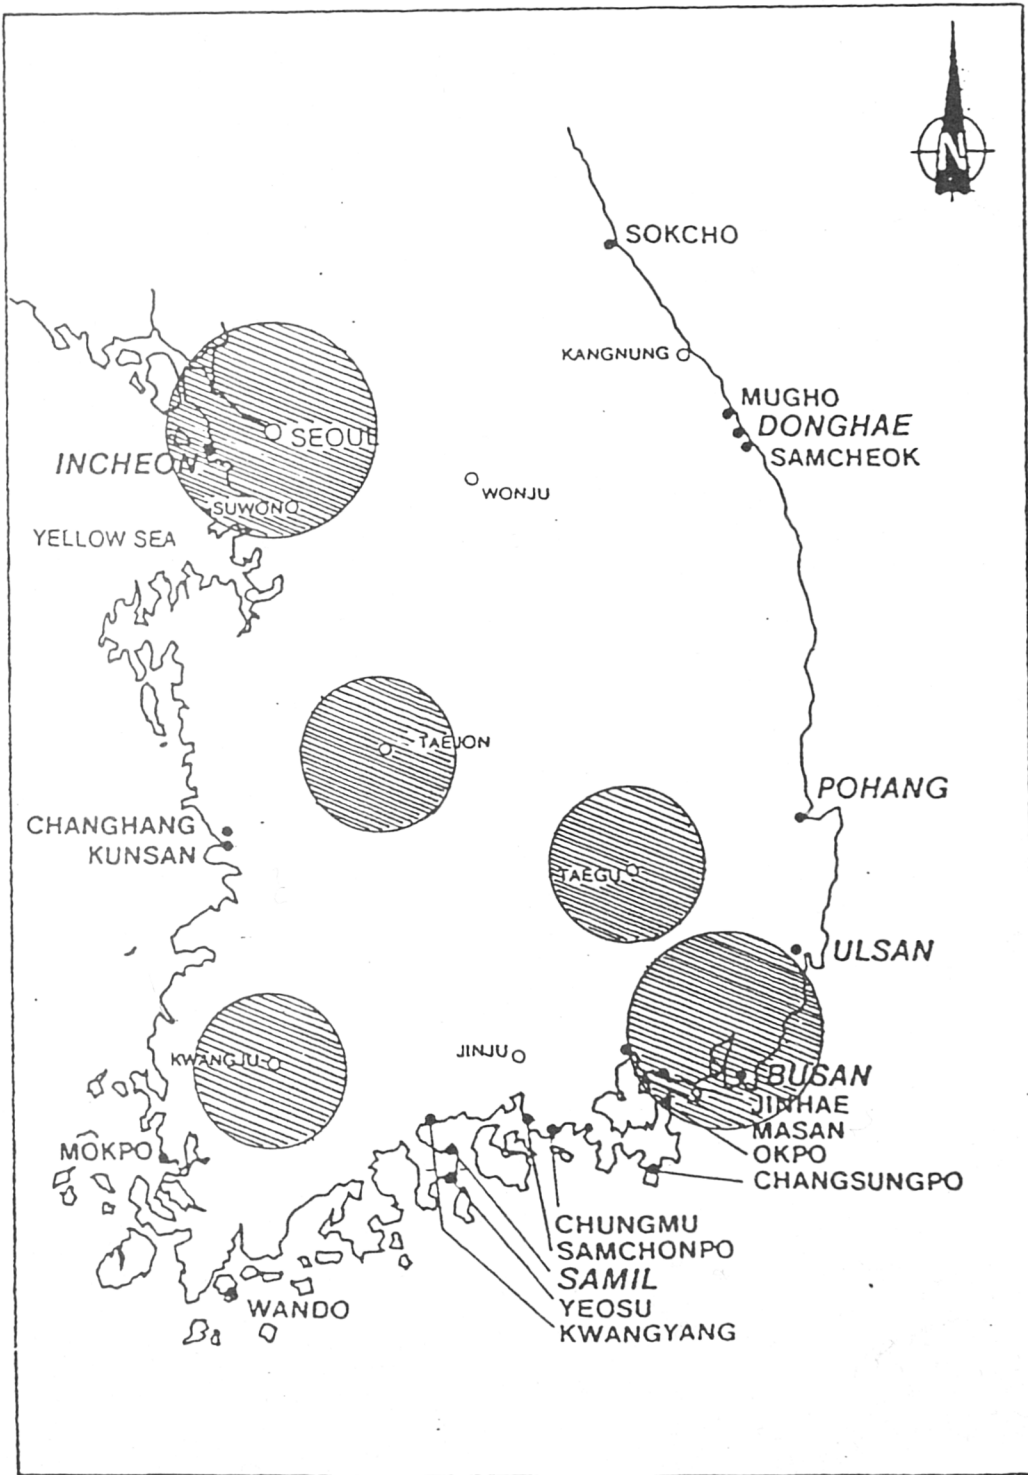 N
SOKCHO
KANGNUNG
MUGHO
DONGHAE
SAMCHEOK
SEOUL
INCHEON
WONJU
SUWON
YELLOW SEA
TAEJON
POHANG
CHANGHANG
KUNSAN
TAEGU
ULSAN
KWANGJU
JINJU
BUSAN
JINHAE
MASAN
OKPO
CHANGSUNGPO
MOKPO
CHUNGMU
SAMCHONPO
SAMIL
YEOSU
KWANGYANG
WANDO